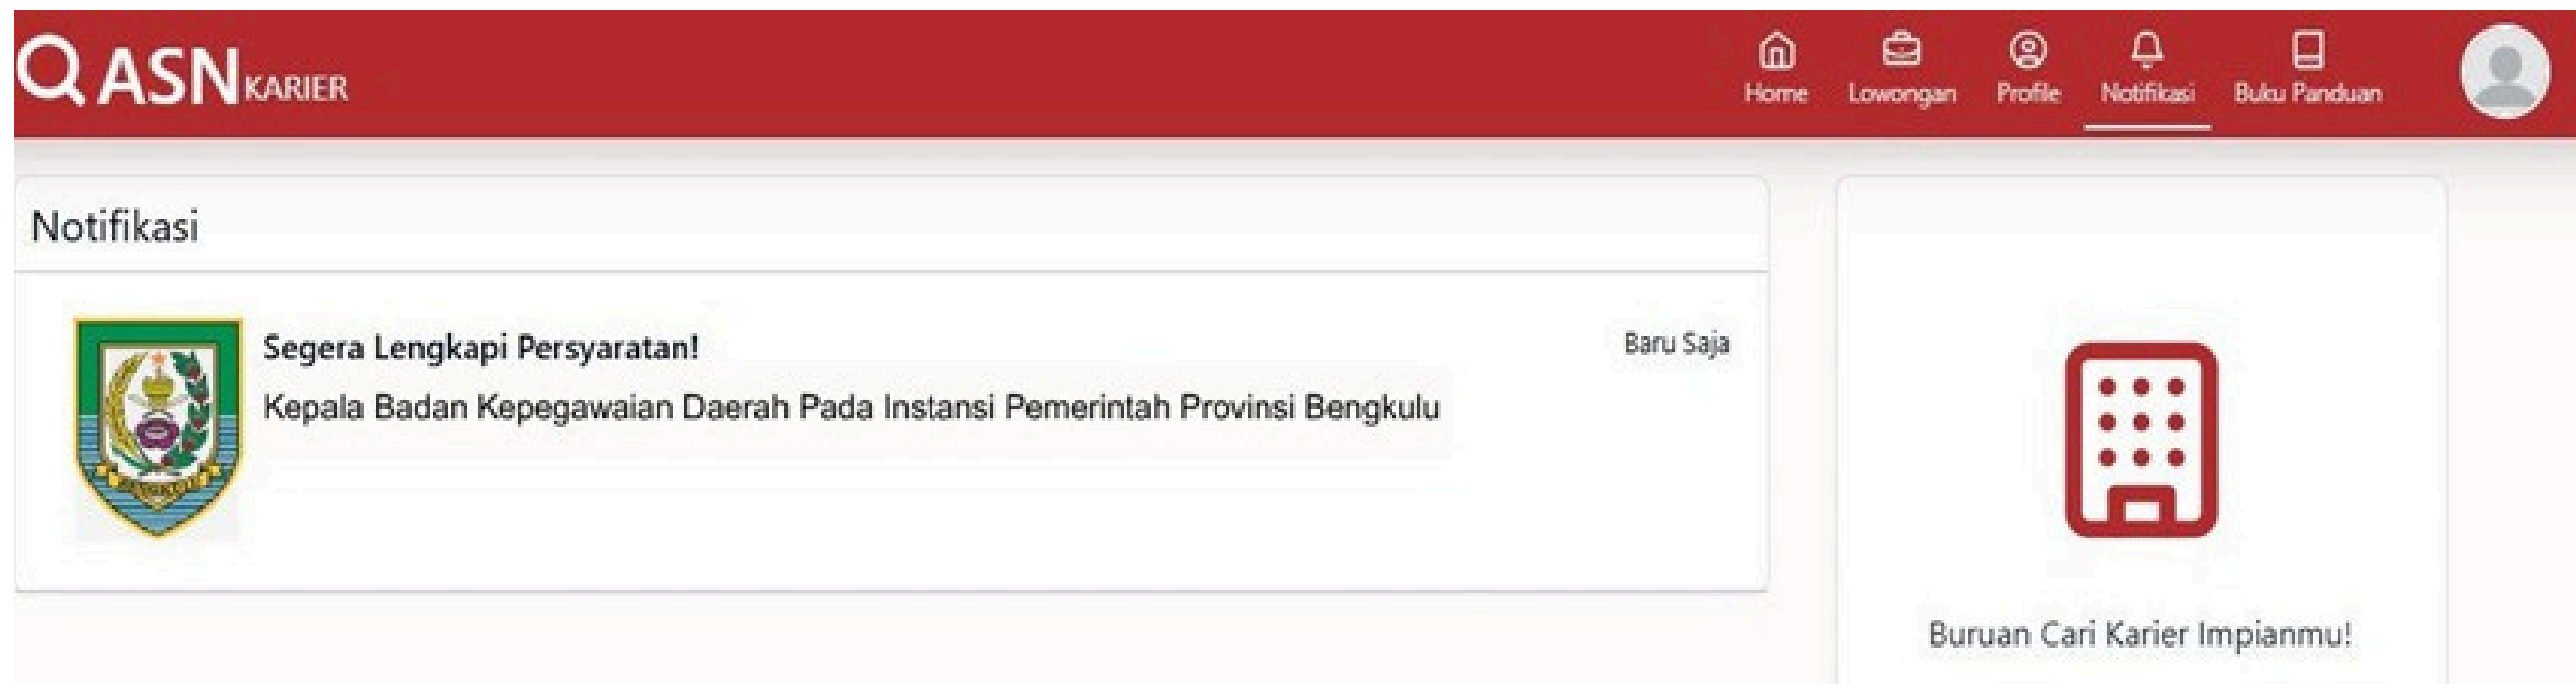 ASN KARIER
Home
Lowongan
Profile
Notifikasi
Buku Panduan
Notifikasi
Segera Lengkapi Persyaratan!
Baru Saja
Kepala Badan Kepegawaian Daerah Pada Instansi Pemerintah Provinsi Bengkulu
BENGKULU
Buruan Cari Karier Impianmu!